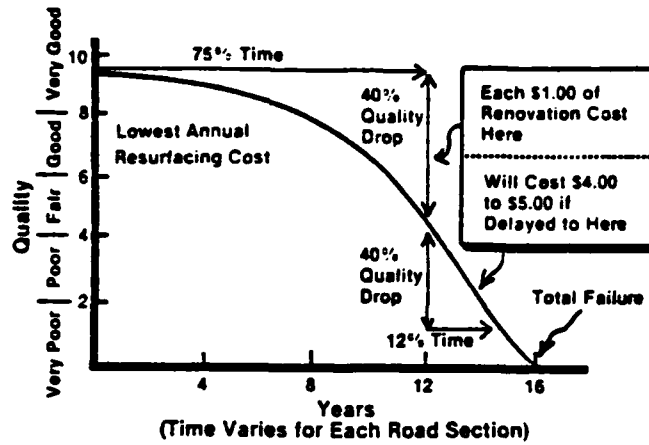 75% Time
10
8
6
4
2
Very Good
Good
Fair
Poor
Very Poor
Quality
Lowest Annual
Resurfacing Cost
40%
Quality
Drop
Each $1.00 of
Renovation Cost
Here
Will Cost $4.00
to $5.00 if
Delayed to Here
40%
Quality
Drop
12% Time
Total Failure
4
8
12
16
Years
(Time Varies for Each Road Section)